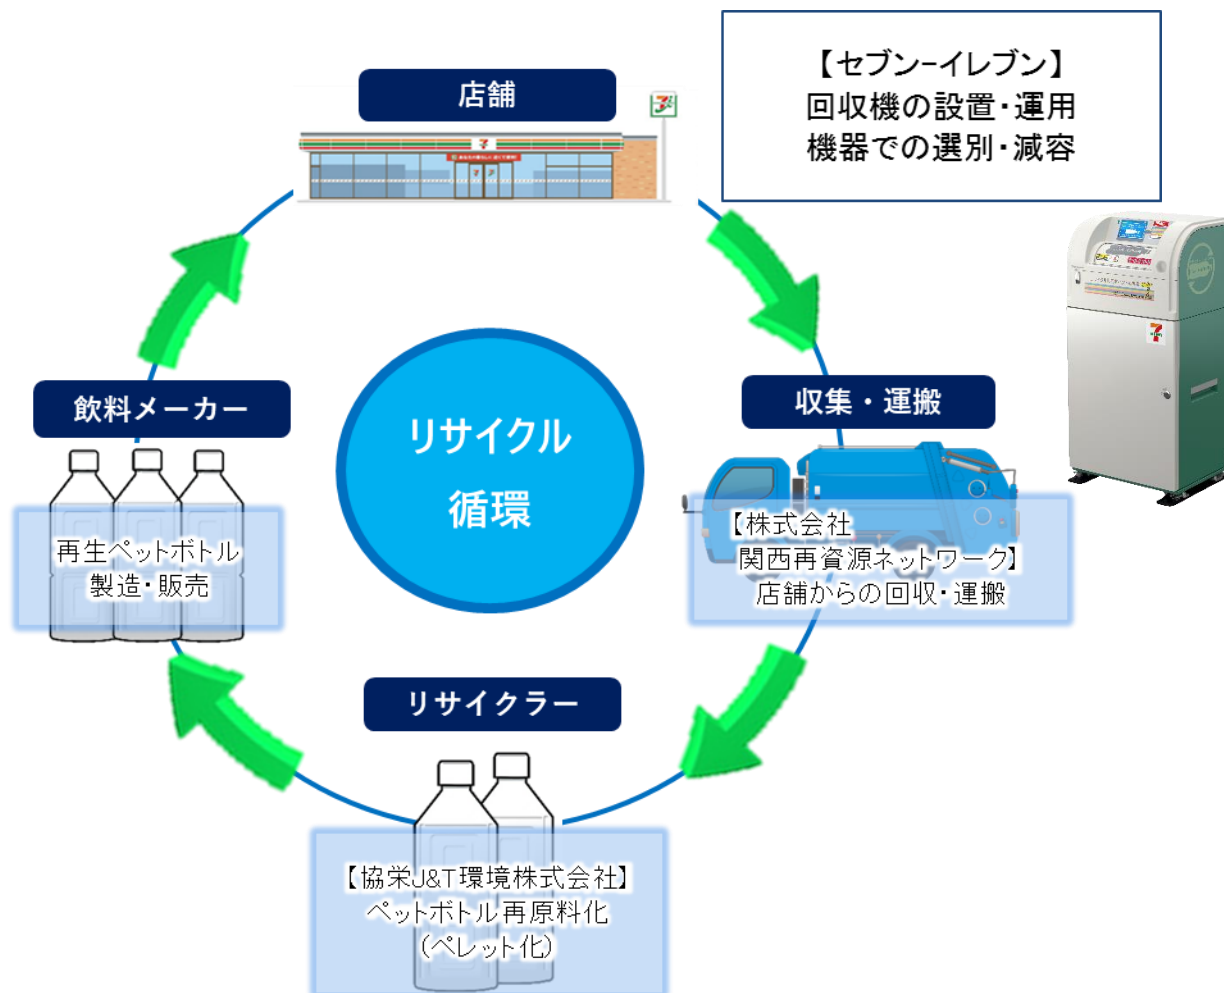 【セブン-イレブン】
回収機の設置・運用
機器での選別・減容
店舗
収集・運搬
【株式会社
関西再資源ネットワーク】
店舗からの回収・運搬
リサイクラー
【協栄J&T環境株式会社】
ペットボトル再原料化
（ペレット化）
飲料メーカー
再生ペットボトル
製造・販売
リサイクル
循環